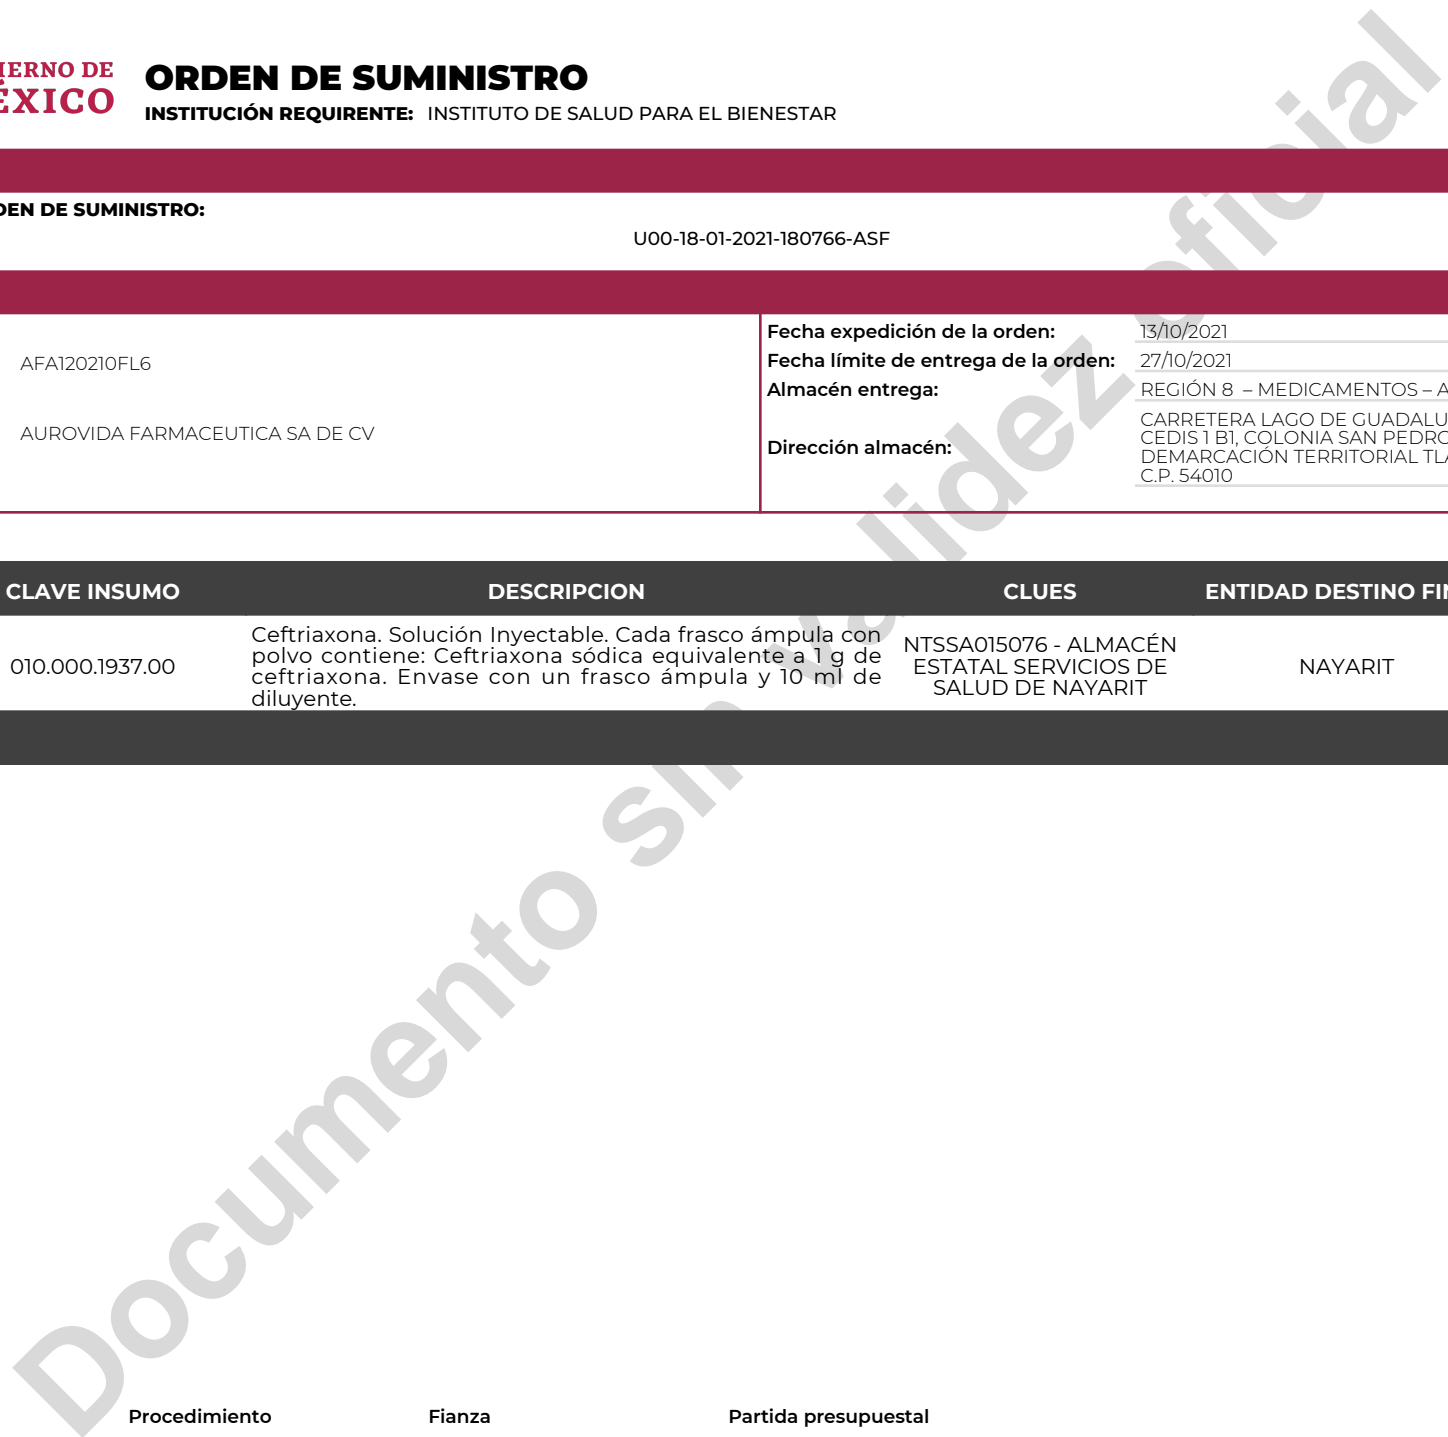 IERNO DE
ÉXICO
ORDEN DE SUMINISTRO
INSTITUCIÓN REQUIRENTE: INSTITUTO DE SALUD PARA EL BIENESTAR
DEN DE SUMINISTRO:
U00-18-01-2021-180766-ASF
AFA120210FL6
AUROVIDA FARMACEUTICA SA DE CV
Fecha expedición de la orden: 13/10/2021
Fecha límite de entrega de la orden: 27/10/2021
Almacén entrega: REGIÓN 8 – MEDICAMENTOS – A
Dirección almacén:
CARRETERA LAGO DE GUADALU
CEDIS 1 B1, COLONIA SAN PEDRO
DEMARCACIÓN TERRITORIAL TLA
C.P. 54010
CLAVE INSUMO DESCRIPCION CLUES ENTIDAD DESTINO FIN
010.000.1937.00
Ceftriaxona. Solución Inyectable. Cada frasco ámpula con
polvo contiene: Ceftriaxona sódica equivalente a 1 g de
ceftriaxona. Envase con un frasco ámpula y 10 ml de
diluyente.
NTSSA015076 - ALMACÉN
ESTATAL SERVICIOS DE
SALUD DE NAYARIT
NAYARIT
Documento sin validez oficial
Procedimiento Fianza Partida presupuestal